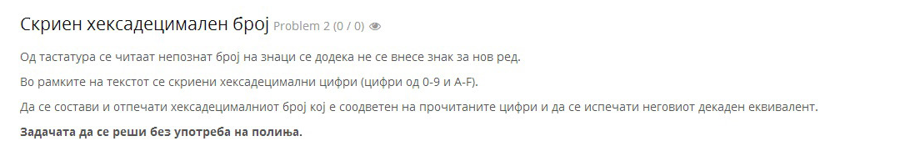 Скриен хексадецимален број Problem 2 (0 / 0)
Од тастатура се читаат непознат број на знаци се додека не се внесе знак за нов ред.
Во рамките на текстот се скриени хексадецимални цифри (цифри од 0-9 и A-F).
Да се состави и отпечати хексадецималниот број кој е соодветен на прочитаните цифри и да се испечати неговиот декаден еквивалент.
Задачата да се реши без употреба на полиња.